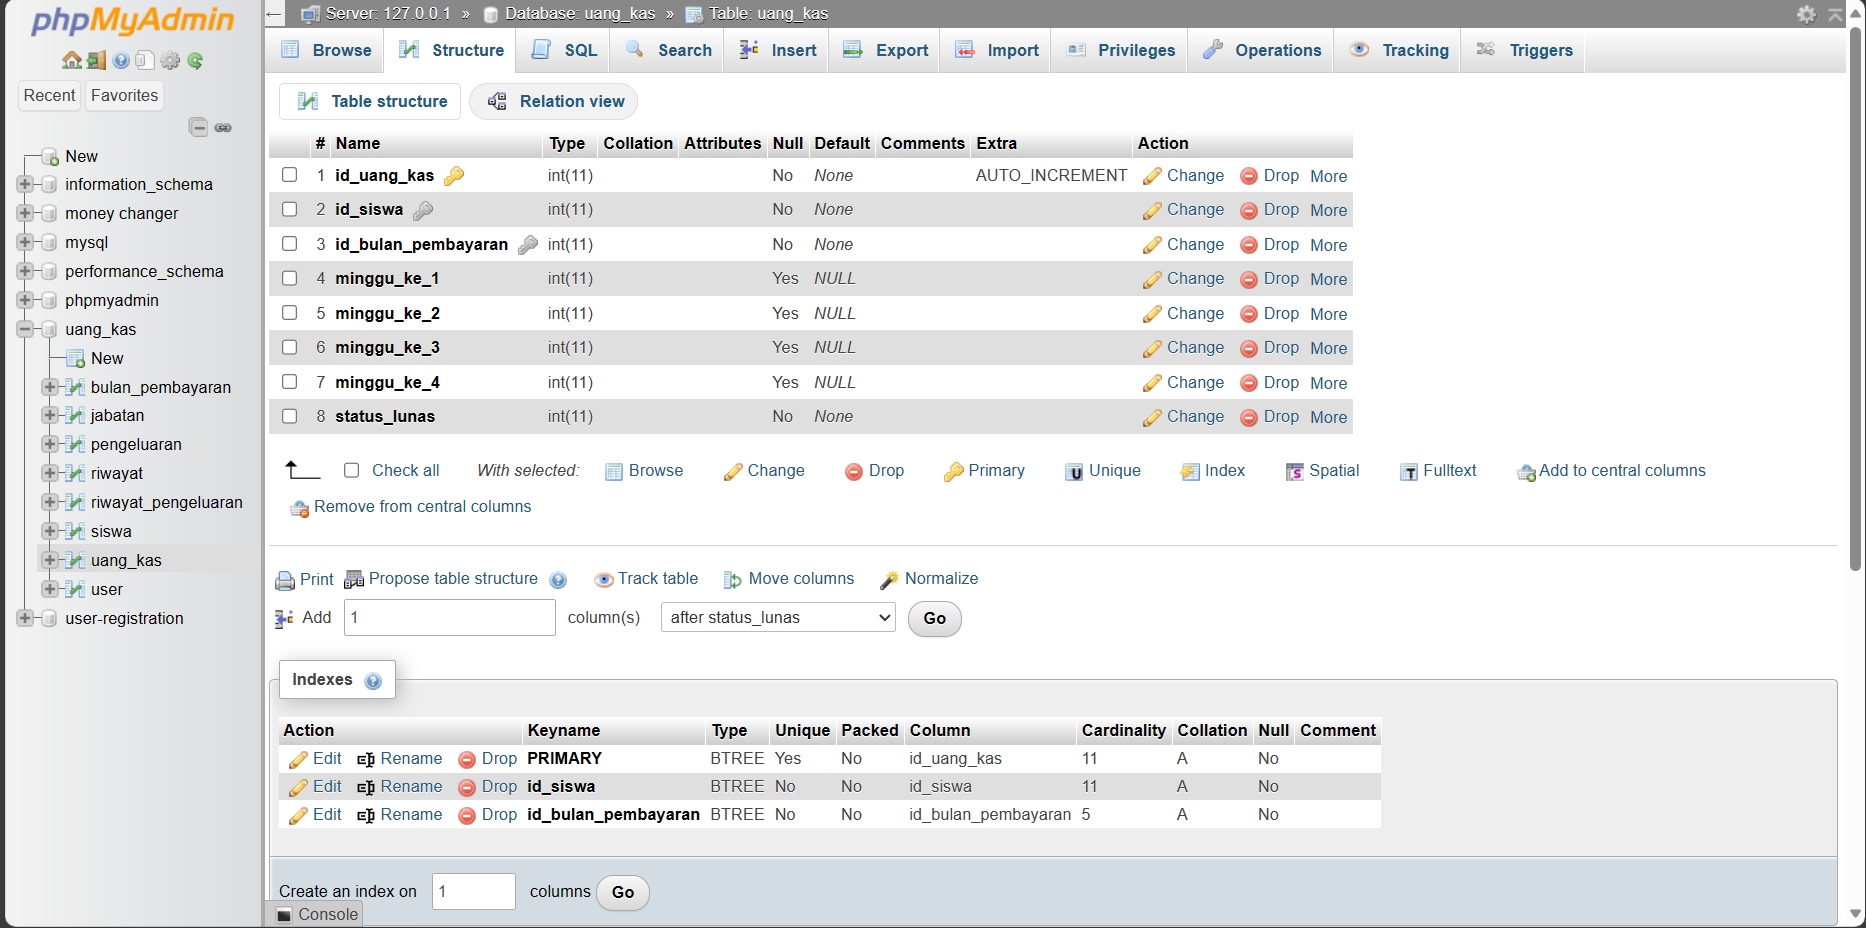 phpMyAdmin
Recent Favorites
New
information_schema
money changer
mysql
performance_schema
phpmyadmin
uang_kas
New
bulan_pembayaran
jabatan
pengeluaran
riwayat
riwayat_pengeluaran
siswa
uang_kas
user
user-registration
← Server: 127.0.0.1 » Database: uang_kas » Table: uang_kas
Browse Structure SQL Search Insert Export Import Privileges Operations Tracking Triggers
Table structure Relation view
# Name Type Collation Attributes Null Default Comments Extra Action
1 id_uang_kas int(11) No None AUTO_INCREMENT Change Drop More
2 id_siswa int(11) No None Change Drop More
3 id_bulan_pembayaran int(11) No None Change Drop More
4 minggu_ke_1 int(11) Yes NULL Change Drop More
5 minggu_ke_2 int(11) Yes NULL Change Drop More
6 minggu_ke_3 int(11) Yes NULL Change Drop More
7 minggu_ke_4 int(11) Yes NULL Change Drop More
8 status_lunas int(11) No None Change Drop More
Check all With selected: Browse Change Drop Primary Unique Index Spatial Fulltext Add to central columns
Remove from central columns
Print Propose table structure Track table Move columns Normalize
Add 1 column(s) after status_lunas Go
Indexes
Action Keyname Type Unique Packed Column Cardinality Collation Null Comment
Edit Rename Drop PRIMARY BTREE Yes No id_uang_kas 11 A No
Edit Rename Drop id_siswa BTREE No No id_siswa 11 A No
Edit Rename Drop id_bulan_pembayaran BTREE No No id_bulan_pembayaran 5 A No
Create an index on 1 columns Go
Console